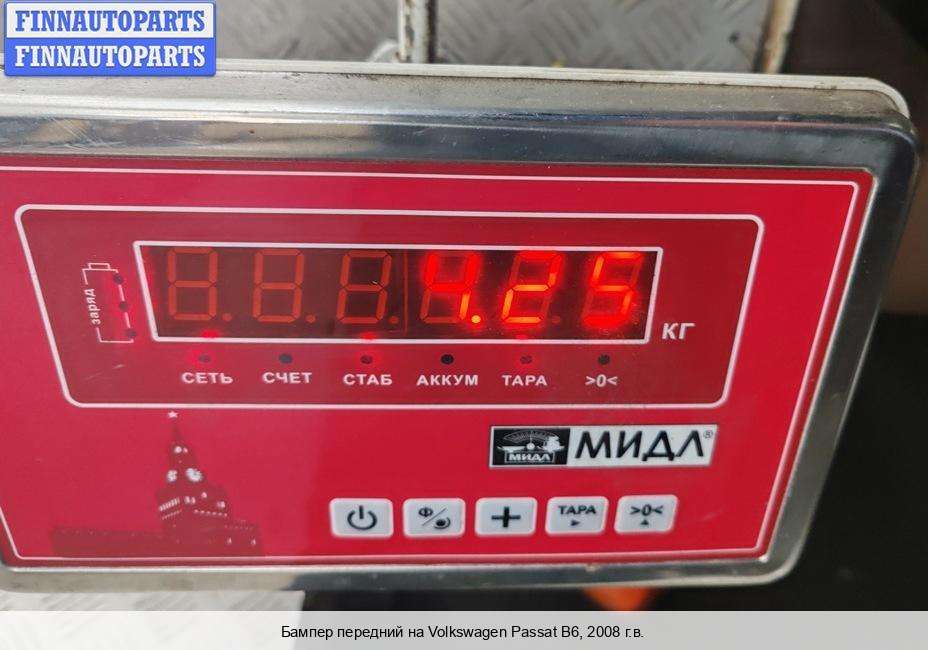 FINNAUTOPARTS
FINNAUTOPARTS
заряд
4.25
КГ
СЕТЬ СЧЕТ СТАБ АККУМ ТАРА >0<
МИДЛ МИДЛ®
Ф ТАРА >0<
Бампер передний на Volkswagen Passat B6, 2008 г.в.